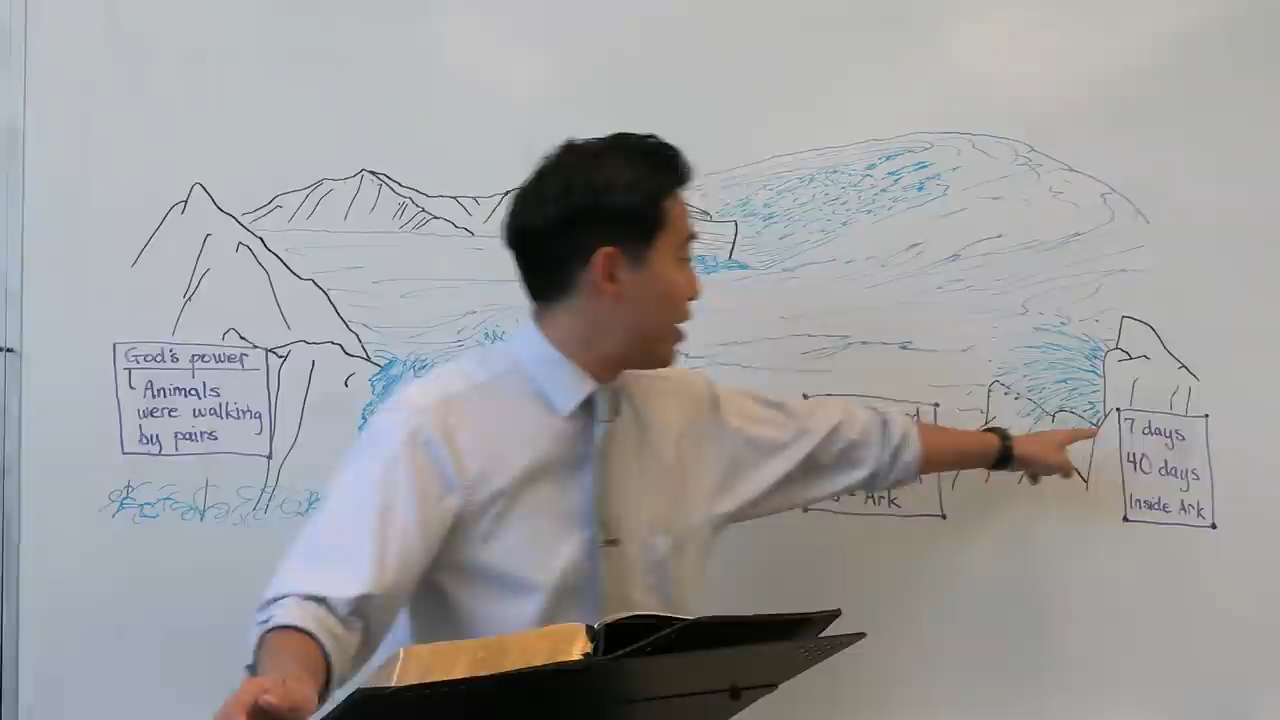 God's power
Animals
were walking
by pairs
Ark
7 days
40 days
Inside Ark